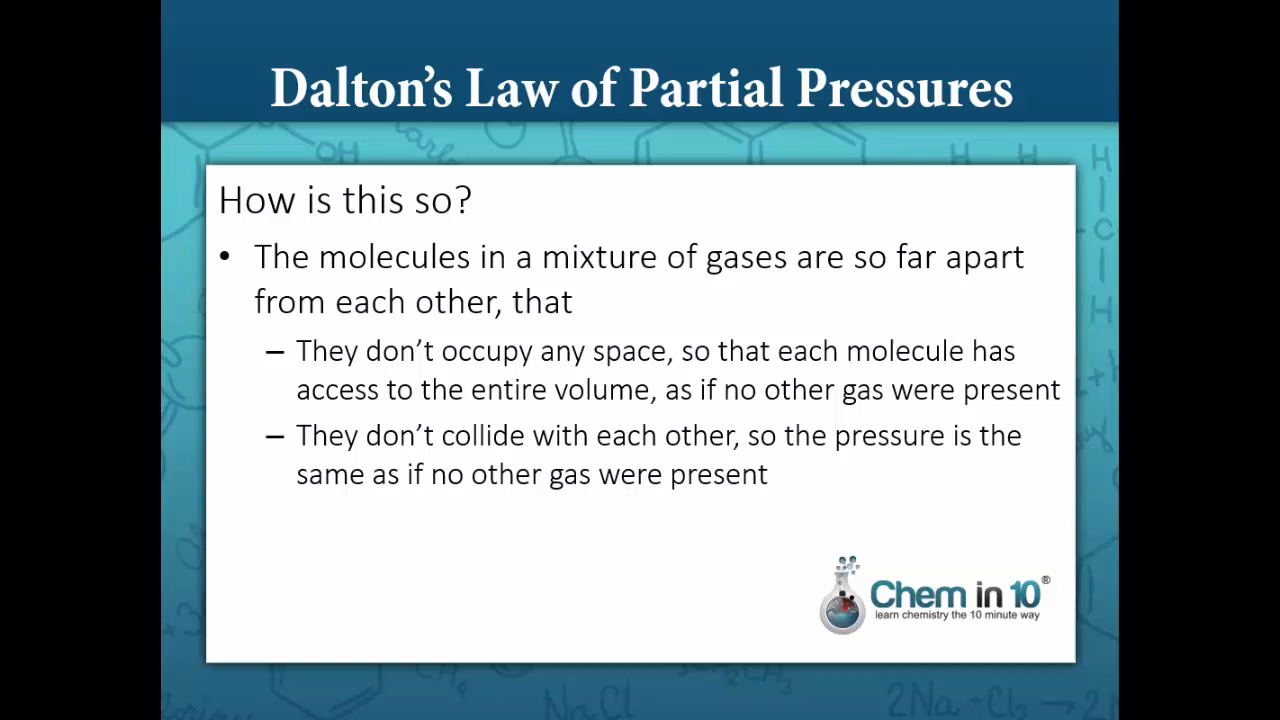 Dalton’s Law of Partial Pressures
OH
H H H
C
H
How is this so?
• The molecules in a mixture of gases are so far apart
from each other, that
– They don’t occupy any space, so that each molecule has
access to the entire volume, as if no other gas were present
– They don’t collide with each other, so the pressure is the
same as if no other gas were present
Chem in 10®
learn chemistry the 10 minute way
NaCl